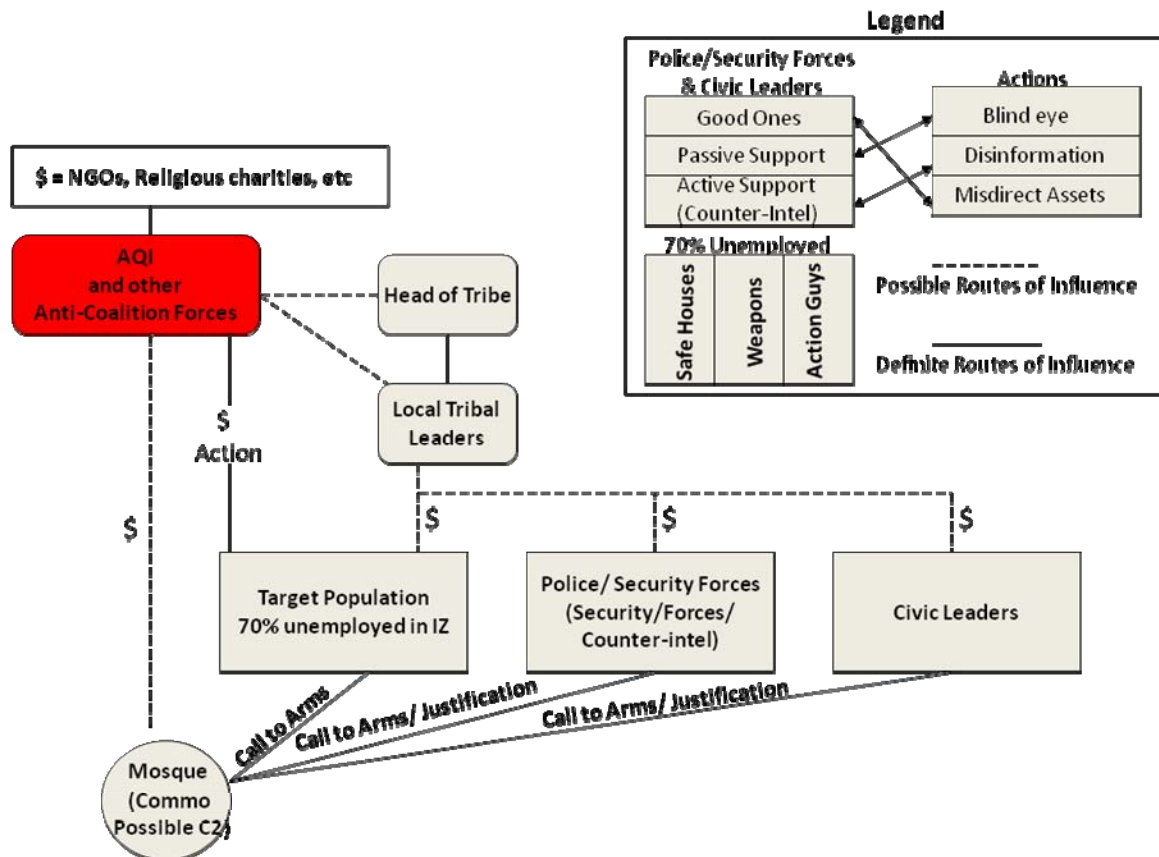 Legend
Police/Security Forces
& Civic Leaders
Actions
Good Ones
Blind eye
Passive Support
Disinformation
Active Support
(Counter-Intel)
Misdirect Assets
70% Unemployed
Safe Houses
Weapons
Action Guys
Possible Routes of Influence
Definite Routes of Influence
$ = NGOs, Religious charities, etc
AQI
and other
Anti-Coalition Forces
Head of Tribe
Local Tribal
Leaders
$
Action
$
$
$
$
Target Population
70% unemployed in IZ
Police/ Security Forces
(Security/Forces/
Counter-intel)
Civic Leaders
Call to Arms
Call to Arms/ Justification
Call to Arms/ Justification
Mosque
(Commo
Possible C2)